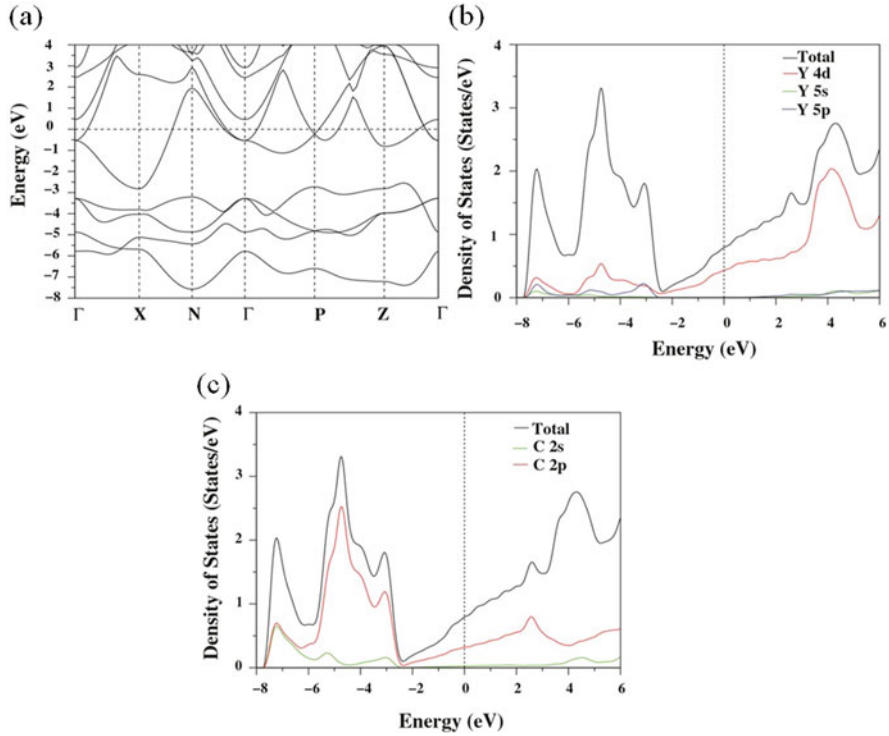 (a)
Energy (eV)
4
3
2
1
0
−1
−2
−3
−4
−5
−6
−7
−8
Γ X N Γ P Z Γ
(b)
Density of States (States/eV)
4
3
2
1
0
Total
Y 4d
Y 5s
Y 5p
−8 −6 −4 −2 0 2 4 6
Energy (eV)
(c)
Density of States (States/eV)
4
3
2
1
0
Total
C 2s
C 2p
−8 −6 −4 −2 0 2 4 6
Energy (eV)